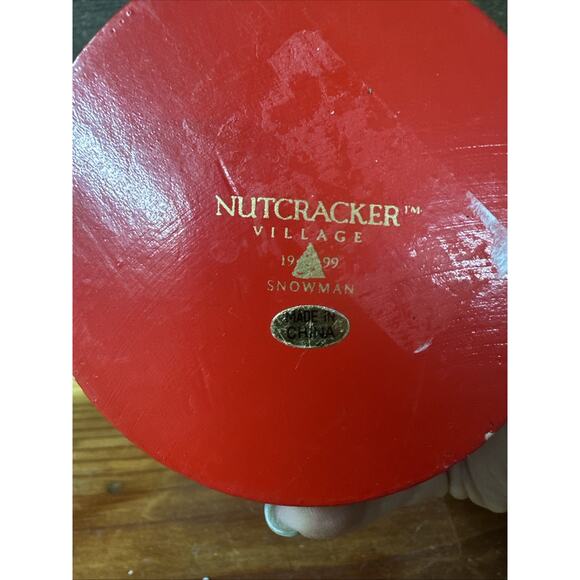 NUTCRACKER™
VILLAGE
19 99
SNOWMAN
MADE IN
CHINA